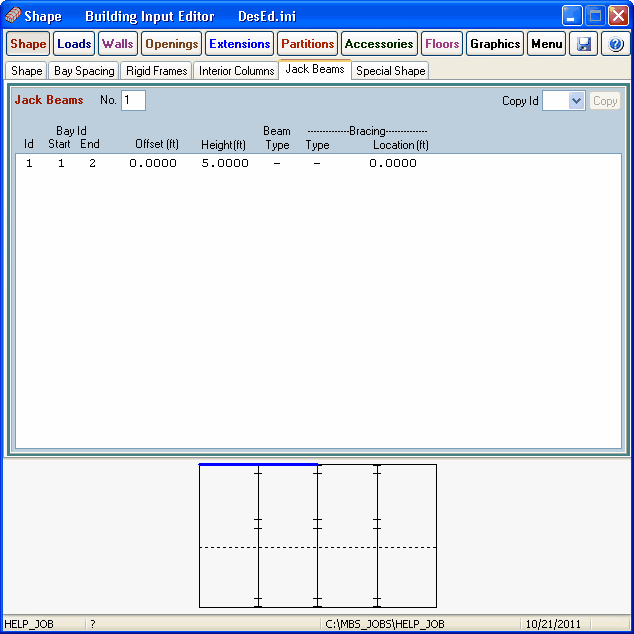 Shape Building Input Editor DesEd.ini
Shape Loads Walls Openings Extensions Partitions Accessories Floors Graphics Menu
Shape Bay Spacing Rigid Frames Interior Columns Jack Beams Special Shape
Jack Beams No. 1 Copy Id Copy
Bay Id Beam --------------Bracing--------------
Id Start End Offset (ft) Height(ft) Type Type Location (ft)
1 1 2 0.0000 5.0000 - - 0.0000
HELP_JOB ? C:\MBS_JOBS\HELP_JOB 10/21/2011